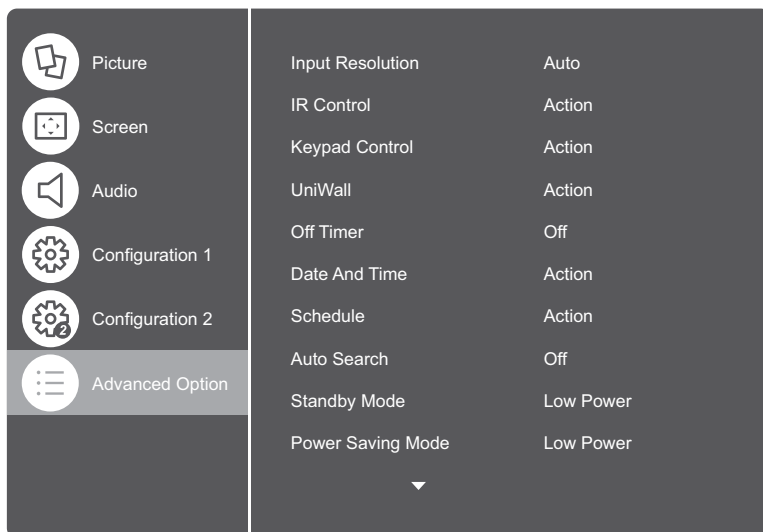 Picture
Screen
Audio
Configuration 1
Configuration 2
2
Advanced Option
Input Resolution Auto
IR Control Action
Keypad Control Action
UniWall Action
Off Timer Off
Date And Time Action
Schedule Action
Auto Search Off
Standby Mode Low Power
Power Saving Mode Low Power